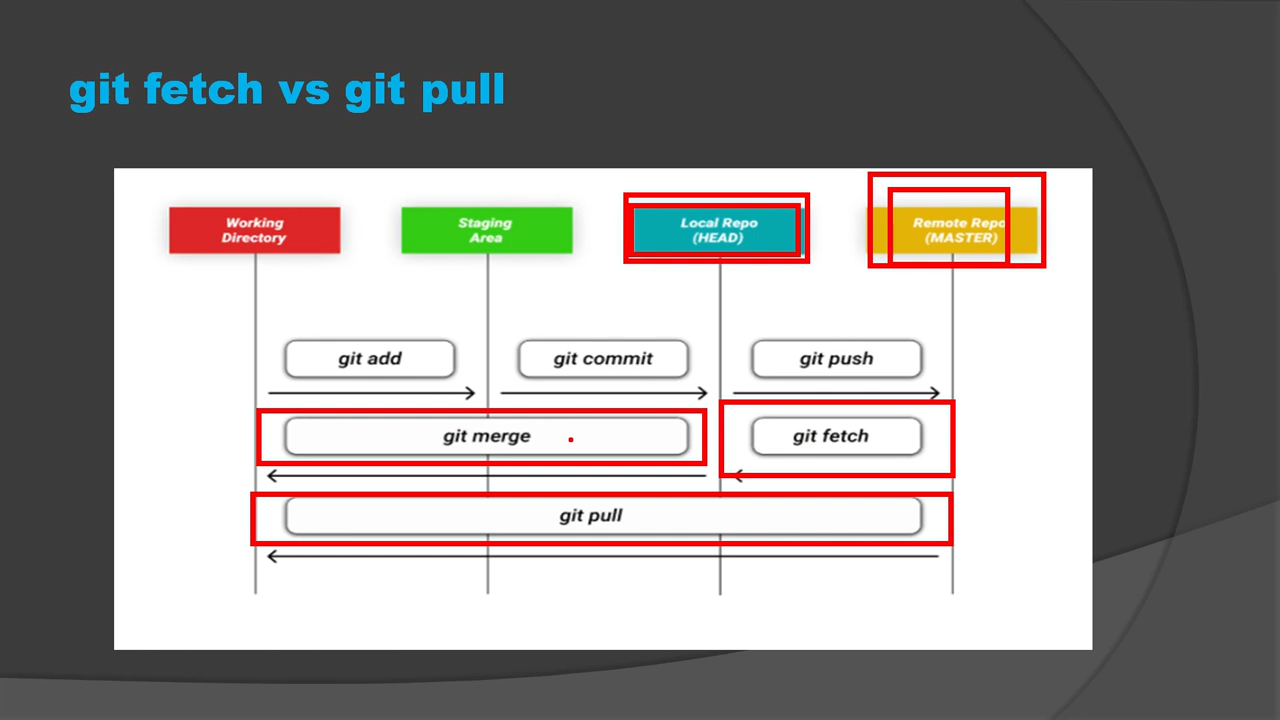 git fetch vs git pull
Working
Directory
Staging
Area
Local Repo
(HEAD)
Remote Repo
(MASTER)
git add
git commit
git push
git merge
git fetch
git pull